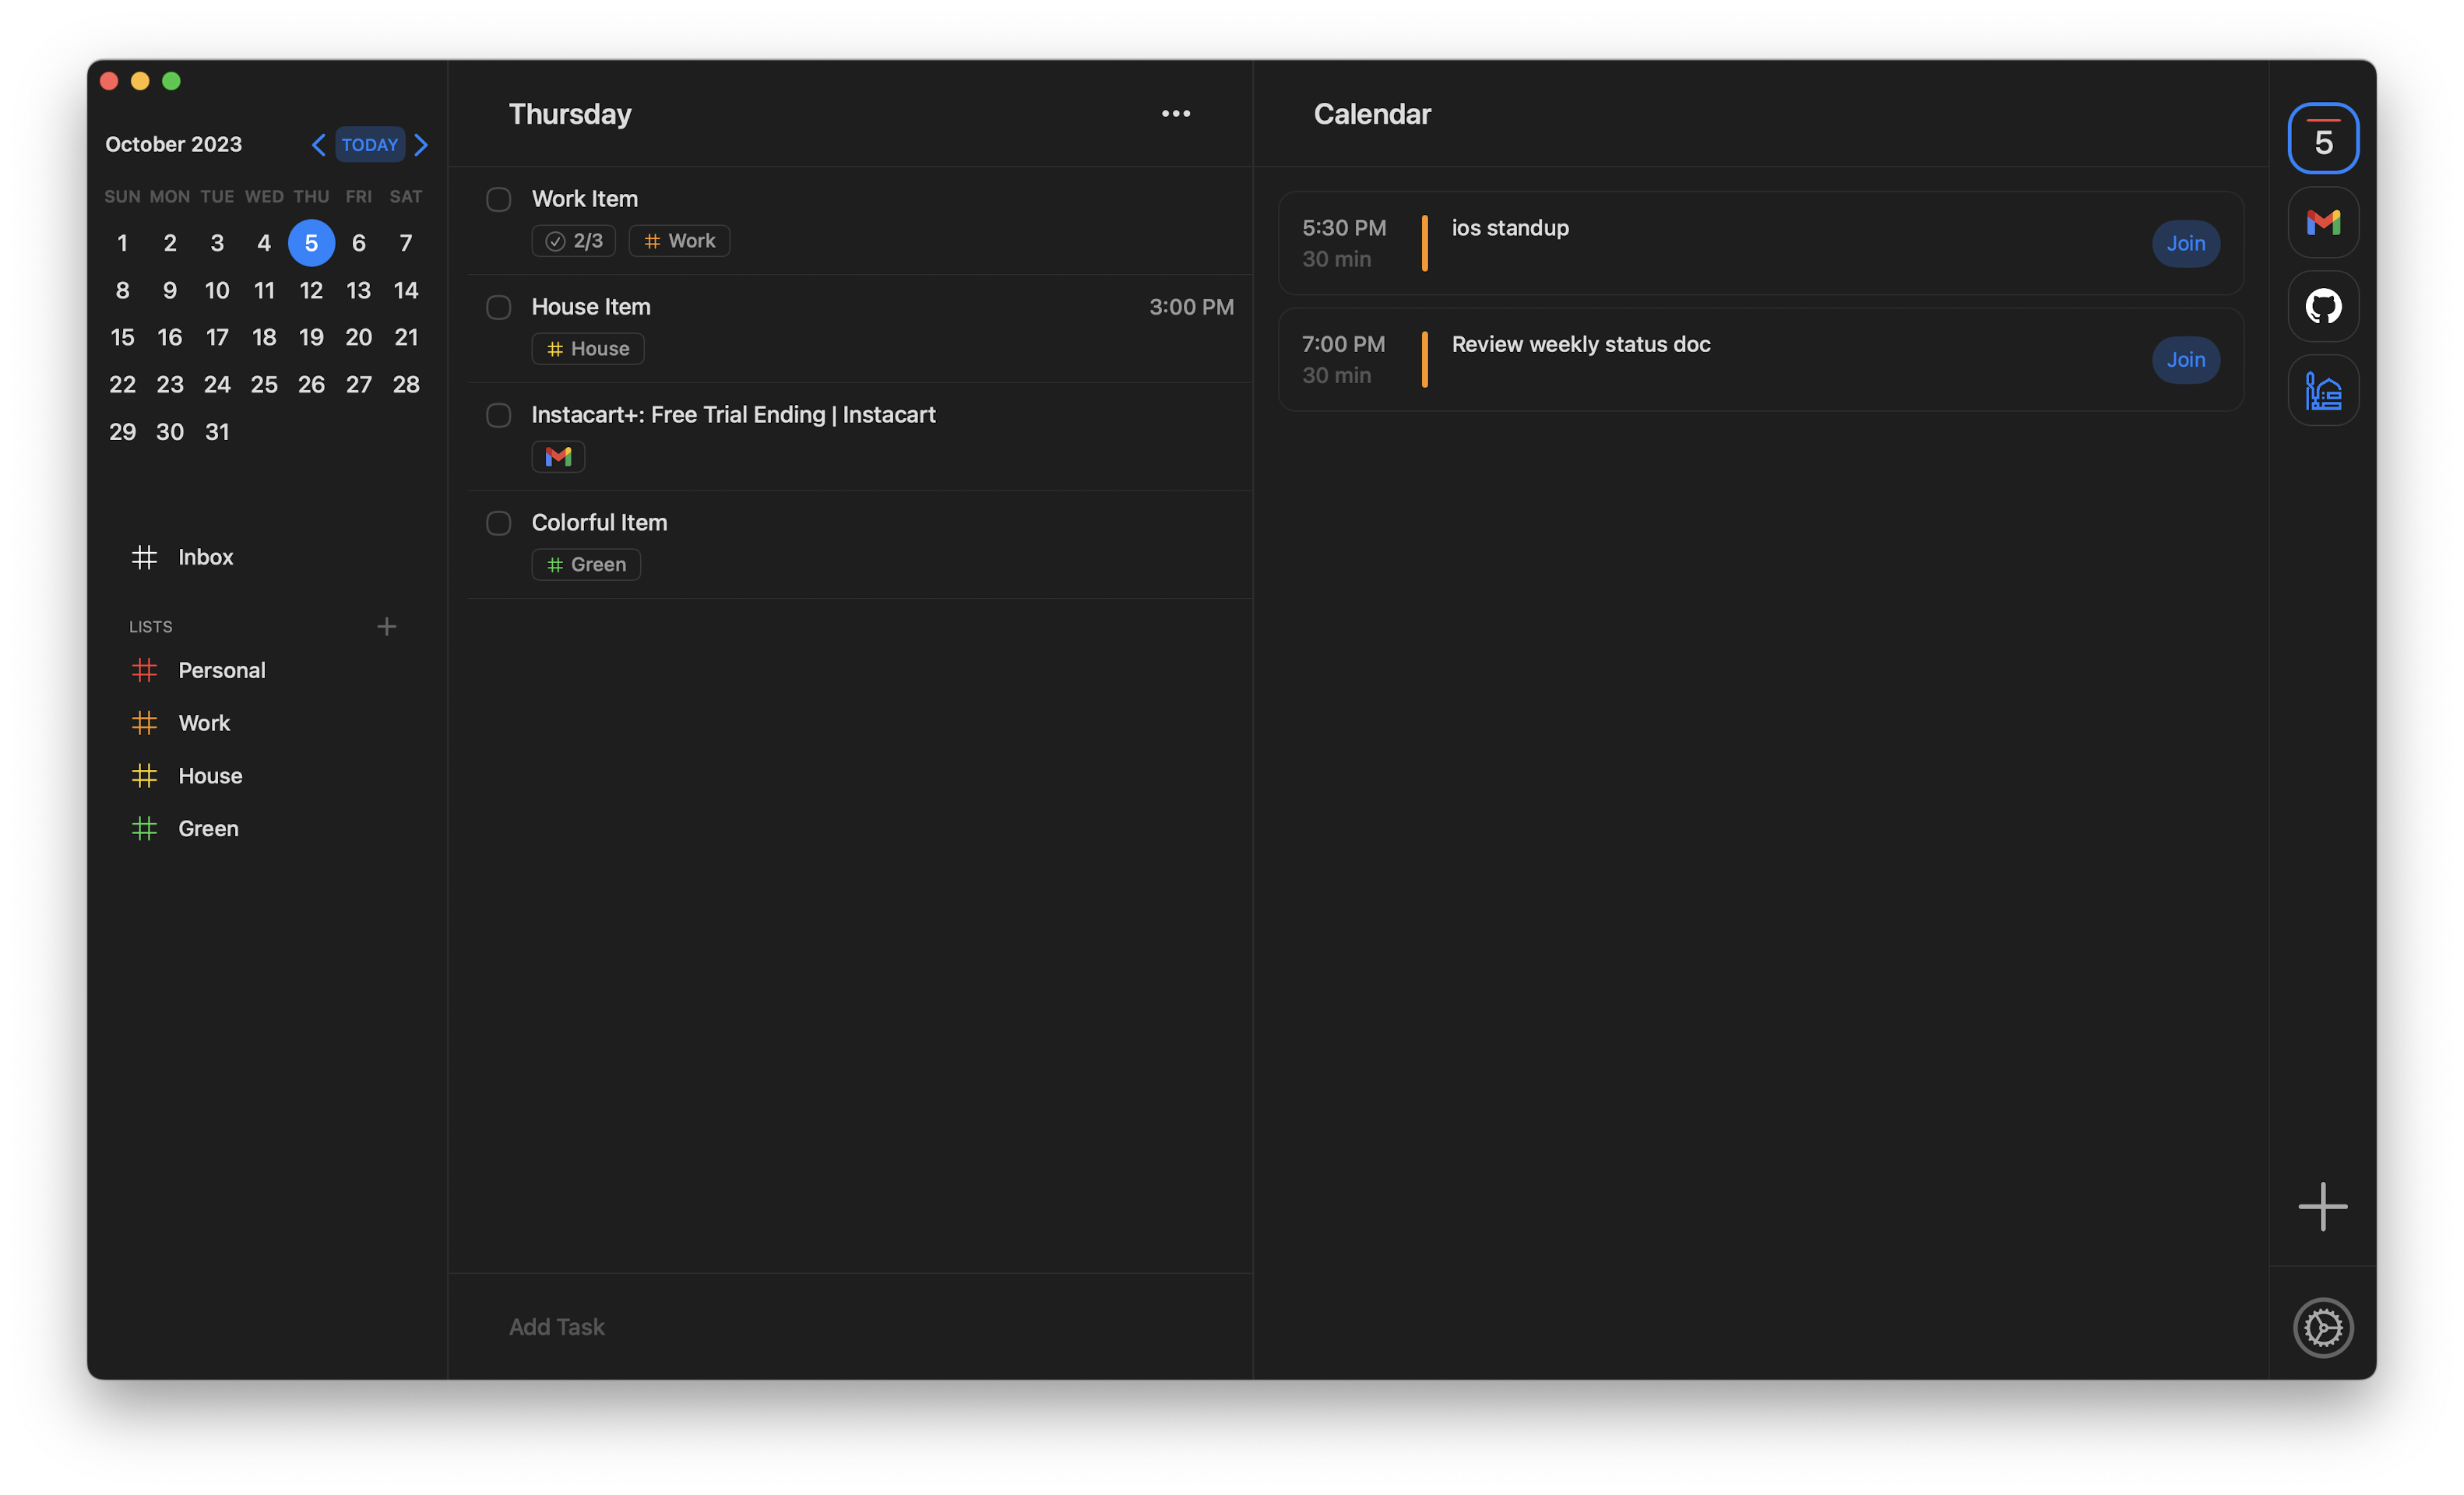 October 2023
TODAY
SUN MON TUE WED THU FRI SAT
1 2 3 4 5 6 7
8 9 10 11 12 13 14
15 16 17 18 19 20 21
22 23 24 25 26 27 28
29 30 31
Inbox
LISTS
Personal
Work
House
Green
Thursday
Work Item
2/3 # Work
House Item 3:00 PM
# House
Instacart+: Free Trial Ending | Instacart
Colorful Item
# Green
Add Task
Calendar
5:30 PM ios standup
30 min
Join
7:00 PM Review weekly status doc
30 min
Join
5